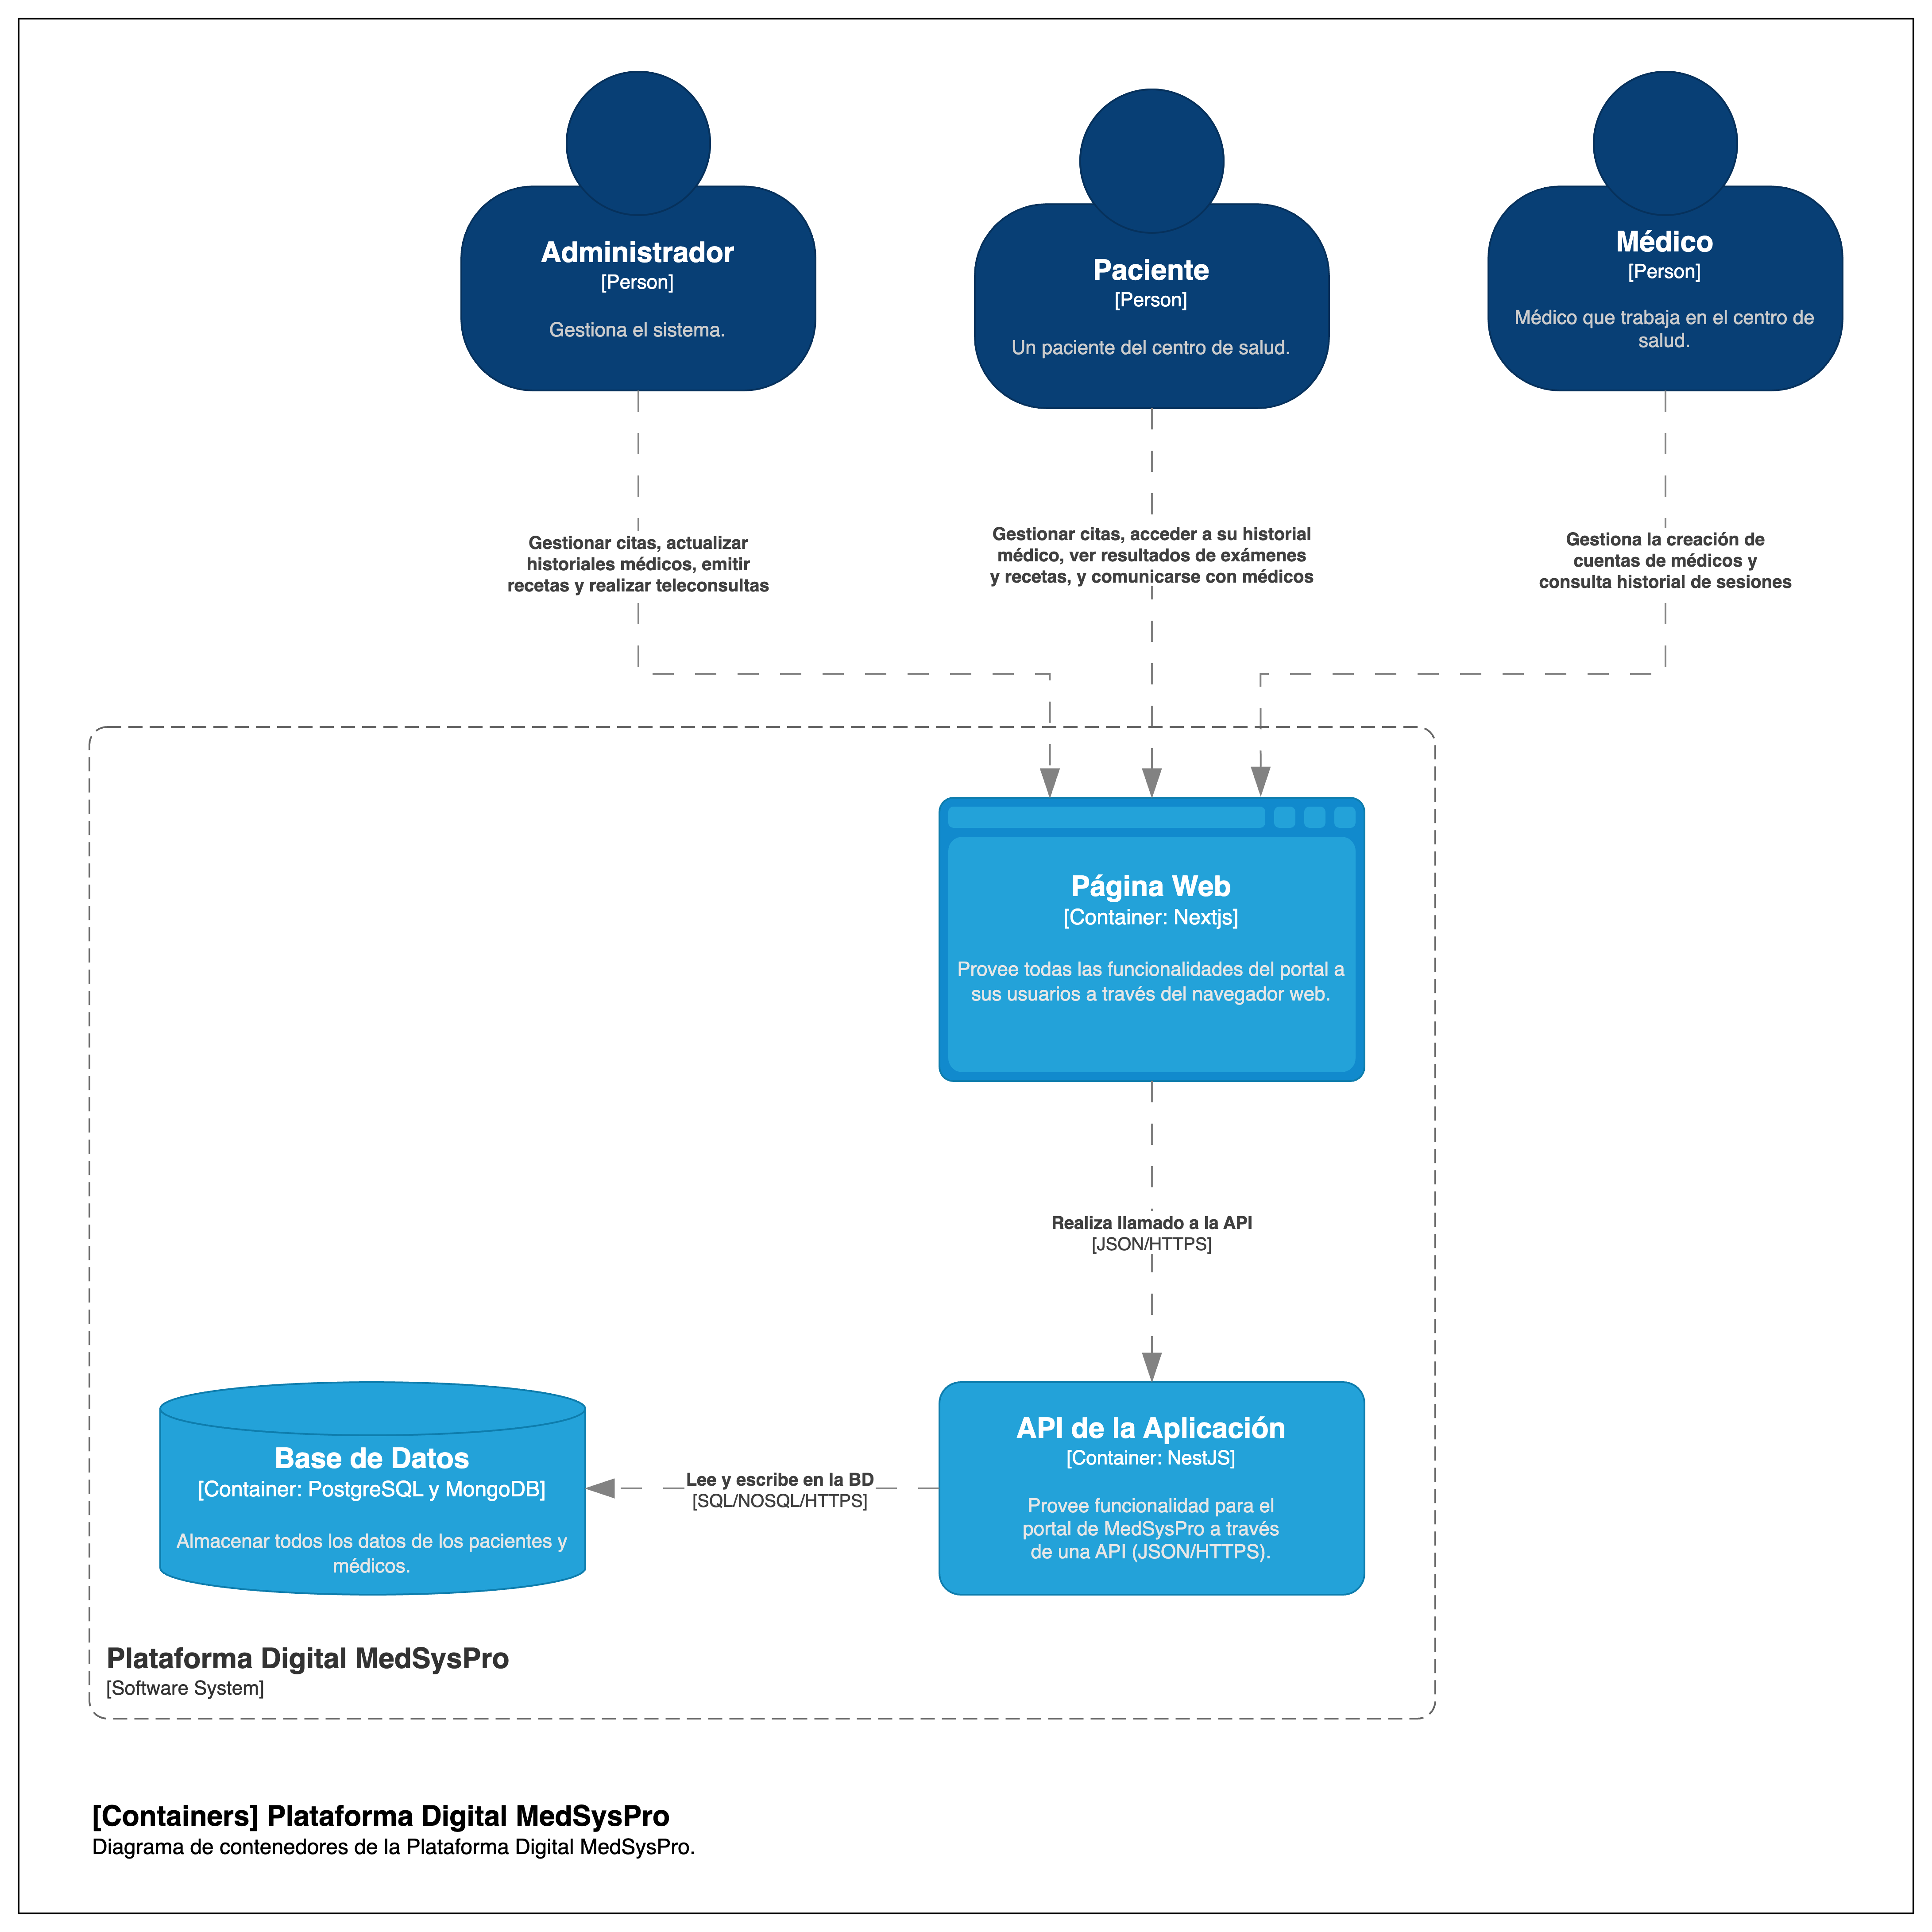 Administrador
[Person]
Gestiona el sistema.
Paciente
[Person]
Un paciente del centro de salud.
Médico
[Person]
Médico que trabaja en el centro de
salud.
Gestionar citas, actualizar
historiales médicos, emitir
recetas y realizar teleconsultas
Gestionar citas, acceder a su historial
médico, ver resultados de exámenes
y recetas, y comunicarse con médicos
Gestiona la creación de
cuentas de médicos y
consulta historial de sesiones
Página Web
[Container: Nextjs]
Provee todas las funcionalidades del portal a
sus usuarios a través del navegador web.
Realiza llamado a la API
[JSON/HTTPS]
Base de Datos
[Container: PostgreSQL y MongoDB]
Almacenar todos los datos de los pacientes y
médicos.
Lee y escribe en la BD
[SQL/NOSQL/HTTPS]
API de la Aplicación
[Container: NestJS]
Provee funcionalidad para el
portal de MedSysPro a través
de una API (JSON/HTTPS).
Plataforma Digital MedSysPro
[Software System]
[Containers] Plataforma Digital MedSysPro
Diagrama de contenedores de la Plataforma Digital MedSysPro.